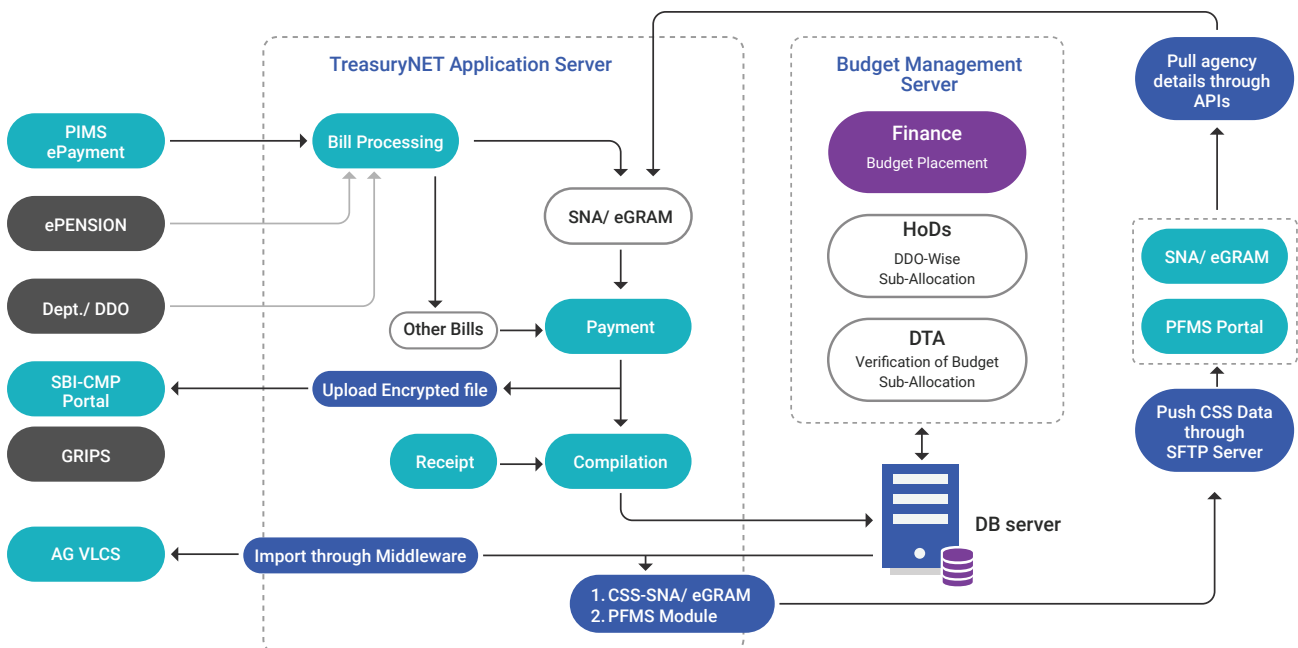 TreasuryNET Application Server
PIMS
ePayment
ePENSION
Dept./ DDO
SBI-CMP
Portal
GRIPS
AG VLCS
Bill Processing
SNA/ eGRAM
Other Bills
Payment
Upload Encrypted file
Receipt
Compilation
Import through Middleware
1. CSS-SNA/ eGRAM
2. PFMS Module
Budget Management
Server
Finance
Budget Placement
HoDs
DDO-Wise
Sub-Allocation
DTA
Verification of Budget
Sub-Allocation
DB server
Pull agency
details through
APIs
SNA/ eGRAM
PFMS Portal
Push CSS Data
through
SFTP Server